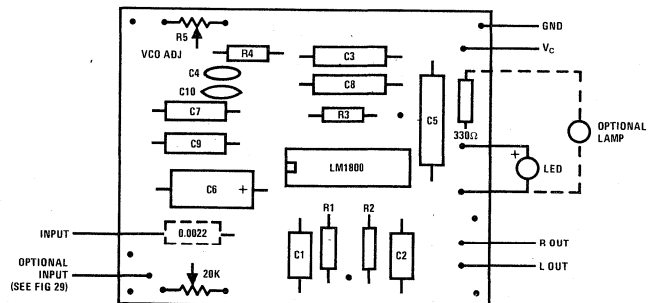 R5
VCO ADJ
R4
C4
C10
C7
C9
C6
+
C3
C8
R3
C5
330Ω
LM1800
R1
R2
C1
C2
0.0022
20K
INPUT
OPTIONAL
INPUT
(SEE FIG 29)
GND
VC
OPTIONAL
LAMP
+
LED
R OUT
L OUT